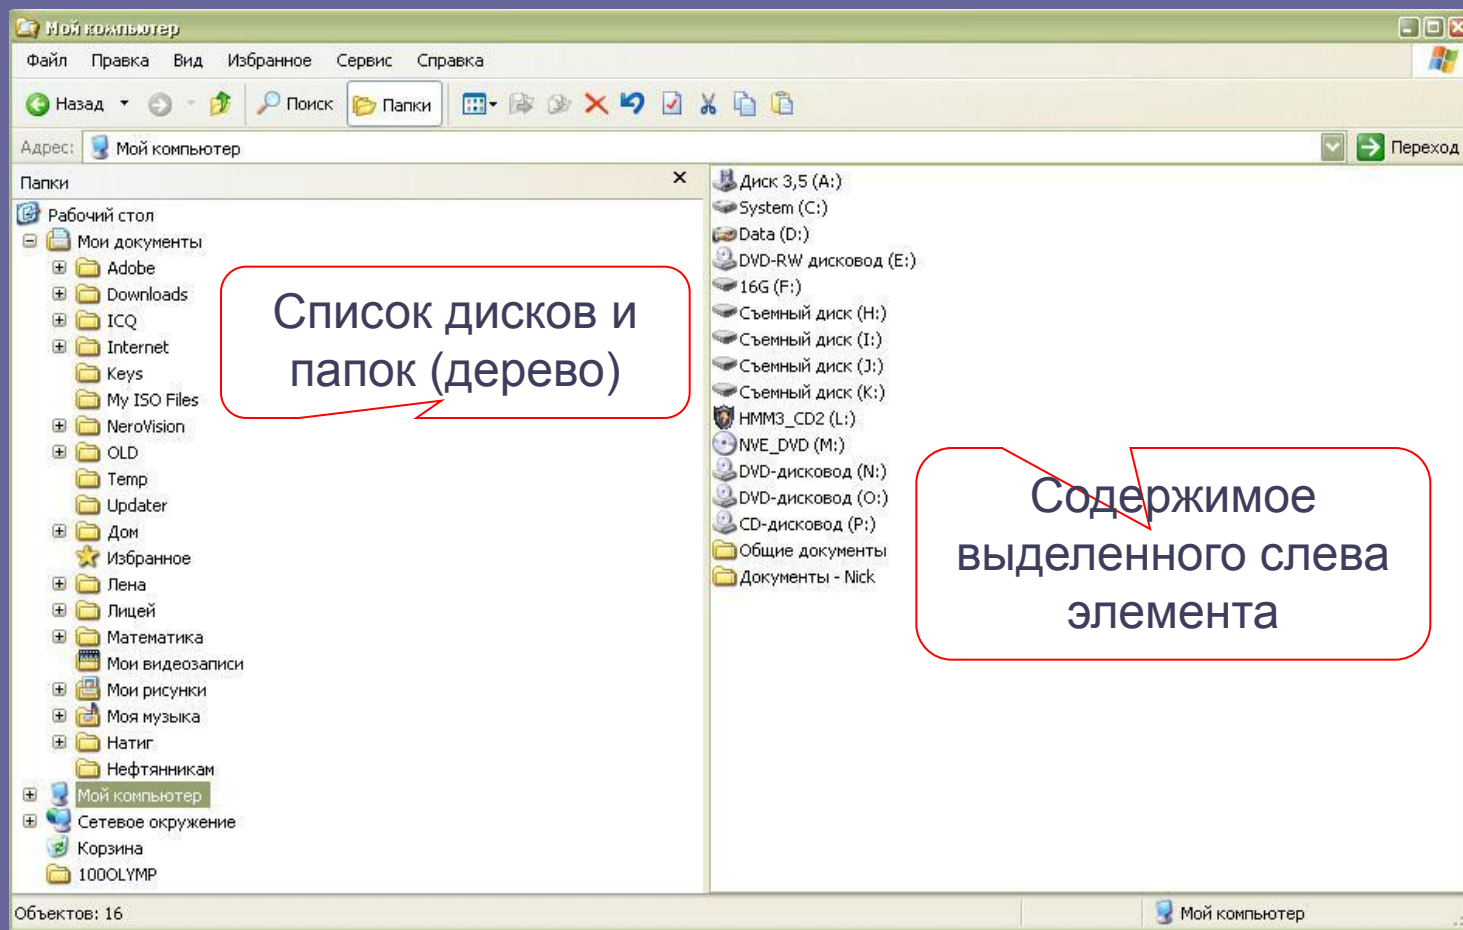 Мой компьютер
Файл Правка Вид Избранное Сервис Справка
Назад Поиск Папки
Адрес: Мой компьютер Переход
Папки
Рабочий стол
Мои документы
Adobe
Downloads
ICQ
Internet
Keys
My ISO Files
NeroVision
OLD
Temp
Updater
Дом
Избранное
Лена
Лицей
Математика
Мои видеозаписи
Мои рисунки
Моя музыка
Натиг
Нефтянникам
Мой компьютер
Сетевое окружение
Корзина
100OLYMP
Список дисков и
папок (дерево)
Диск 3,5 (A:)
System (C:)
Data (D:)
DVD-RW дисковод (E:)
16G (F:)
Съемный диск (H:)
Съемный диск (I:)
Съемный диск (J:)
Съемный диск (K:)
HMM3_CD2 (L:)
NVE_DVD (M:)
DVD-дисковод (N:)
DVD-дисковод (O:)
CD-дисковод (P:)
Общие документы
Документы - Nick
Содержимое
выделенного слева
элемента
Объектов: 16 Мой компьютер